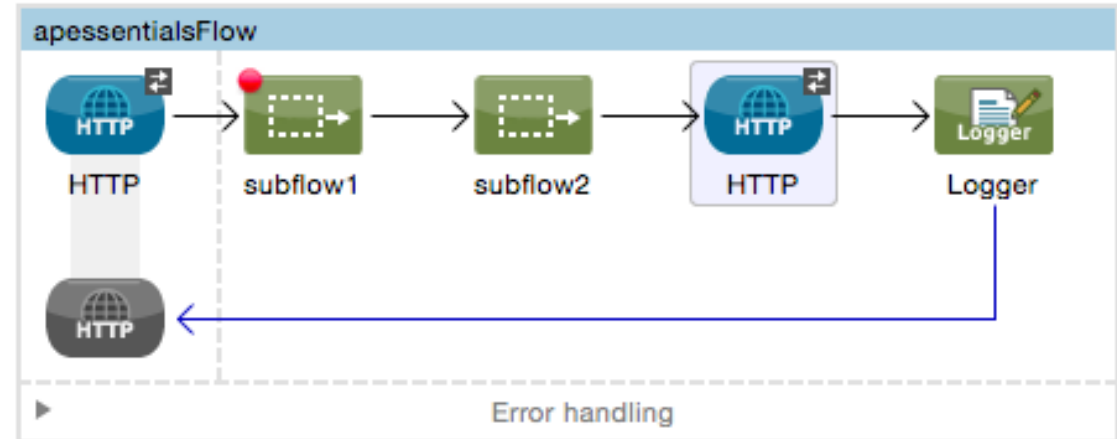 apessentialsFlow
HTTP
HTTP
Logger
HTTP
subflow1
subflow2
HTTP
Logger
HTTP
Error handling